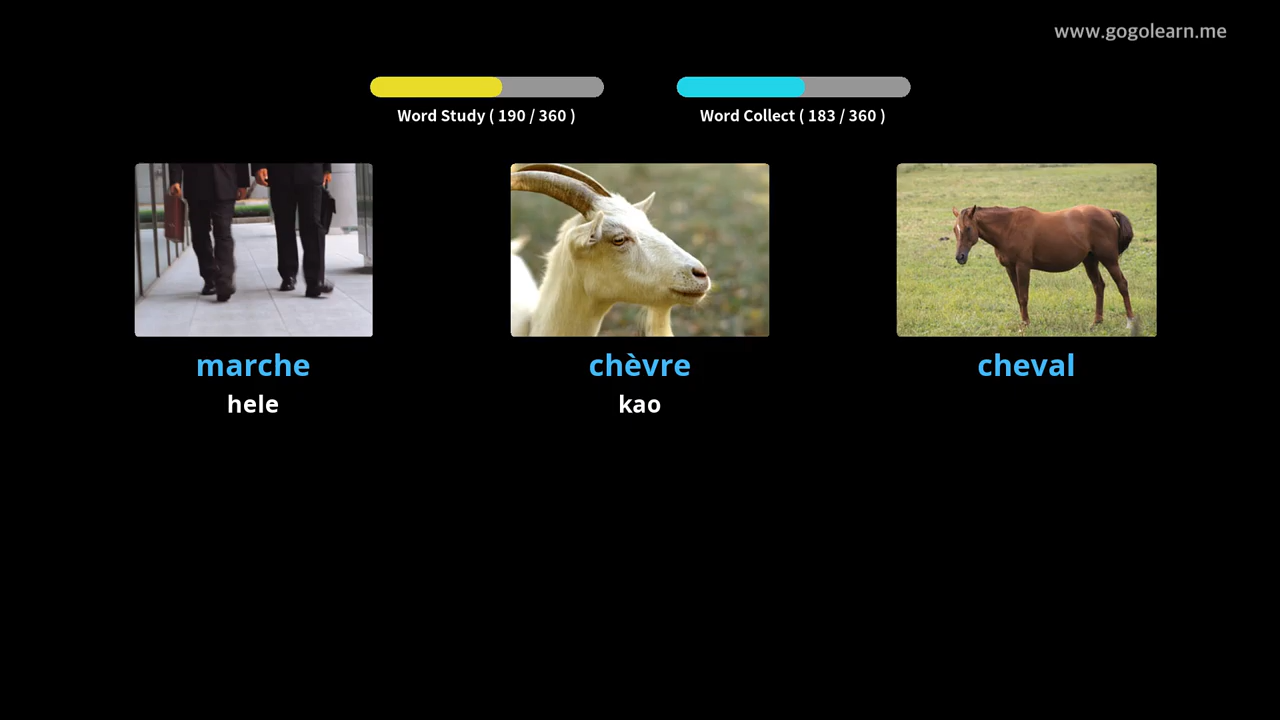 www.gogolearn.me
Word Study ( 190 / 360 )
Word Collect ( 183 / 360 )
marche
hele
chèvre
kao
cheval